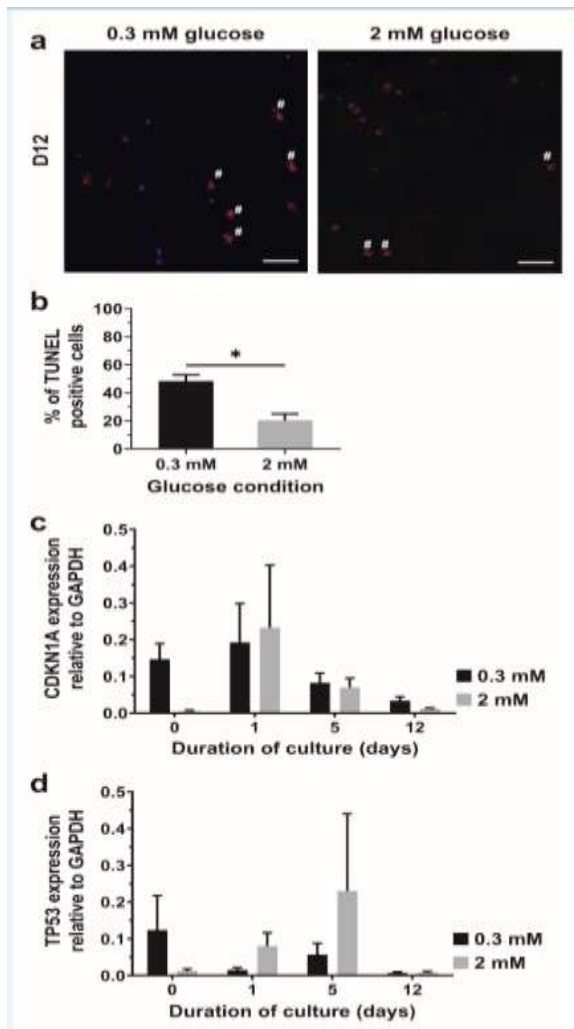 a
0.3 mM glucose
2 mM glucose
D12
#
#
#
#
#
#
# #
b
% of TUNEL
positive cells
100
80
60
40
20
0
*
0.3 mM
2 mM
Glucose condition
c
CDKN1A expression
relative to GAPDH
0.5
0.4
0.3
0.2
0.1
0.0
0
1
5
12
Duration of culture (days)
0.3 mM
2 mM
d
TP53 expression
relative to GAPDH
0.5
0.4
0.3
0.2
0.1
0.0
0
1
5
12
Duration of culture (days)
0.3 mM
2 mM